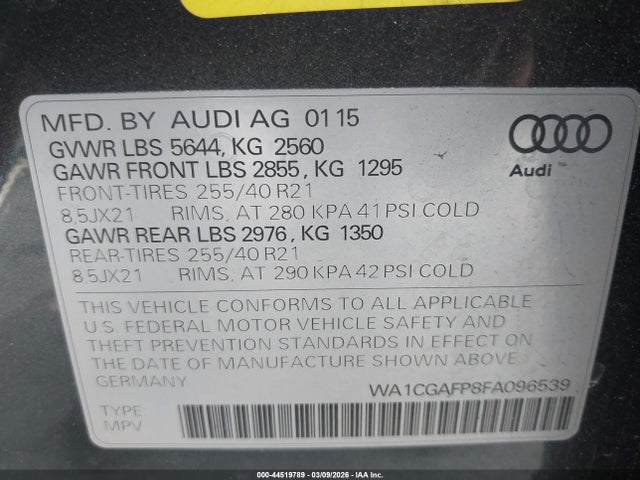 MFD. BY AUDI AG 01 15
GVWR LBS 5644, KG 2560
GAWR FRONT LBS 2855, KG 1295
FRONT-TIRES 255/40 R21
8,5JX21 RIMS, AT 280 KPA 41 PSI COLD
GAWR REAR LBS 2976, KG 1350
REAR-TIRES 255/40 R21
8,5JX21 RIMS, AT 290 KPA 42 PSI COLD
Audi
THIS VEHICLE CONFORMS TO ALL APPLICABLE
U.S. FEDERAL MOTOR VEHICLE SAFETY AND
THEFT PREVENTION STANDARDS IN EFFECT ON
THE DATE OF MANUFACTURE SHOWN ABOVE.
GERMANY
WA1CGAFP8FA096539
TYPE
MPV
000-44519789 | 03/09/2026 - IAA Inc.